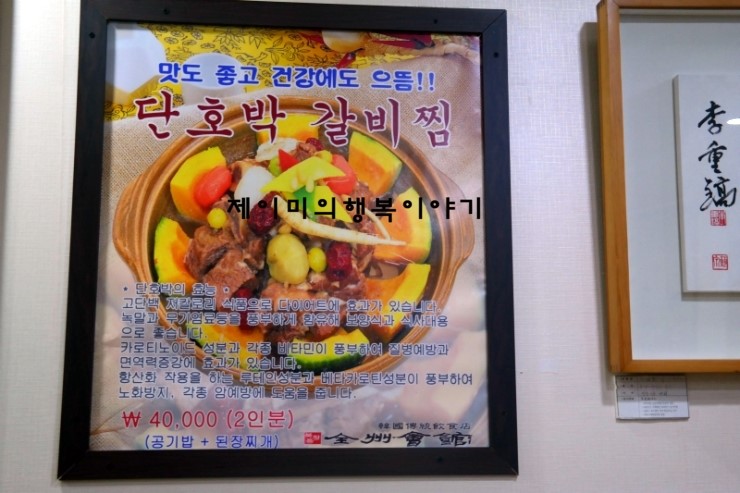 맛도 좋고 건강에도 으뜸!!
단호박 갈비찜
제이미의행복이야기
• 단호박의 효능 •
고단백 저칼로리 식품으로 다이어트에 효과가 있습니다.
녹말과 무기염류등을 풍부하게 함유해 보양식과 식사대용
으로 좋습니다.
카로티노이드 성분과 각종 비타민이 풍부하여 질병예방과
면역력증강에 효과가 있습니다.
항산화 작용을 하는 루테인성분과 베타카로틴성분이 풍부하여
노화방지, 각종 암예방에 도움을 줍니다.
₩ 40,000 (2인분)
(공기밥 + 된장찌개)
韓國傳統飮食店
全州會館
李重鎬